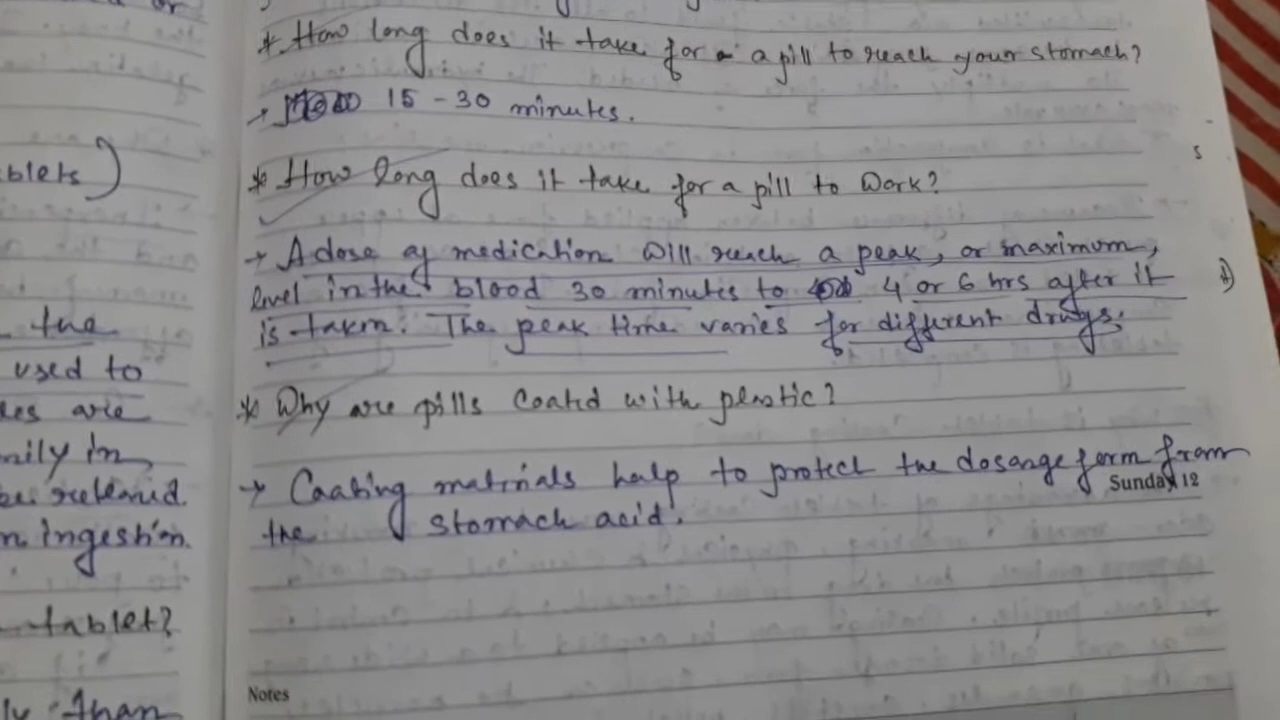 blets)
the
used to
are
mily in
be released
n ingestion.
tablet?
ly than
* How long does it take for a a pill to reach your stomach?
→ 15 - 30 minutes.
* How long does it take for a pill to work?
→ A dose of medication will reach a peak, or maximum,
level in the blood 30 minutes to 4 or 6 hrs after it
is taken. The peak time varies for different drugs.
* Why are pills coated with plastic?
→ Coating materials help to protect the dosange form from
Sunday 12
the stomach acid.
Notes